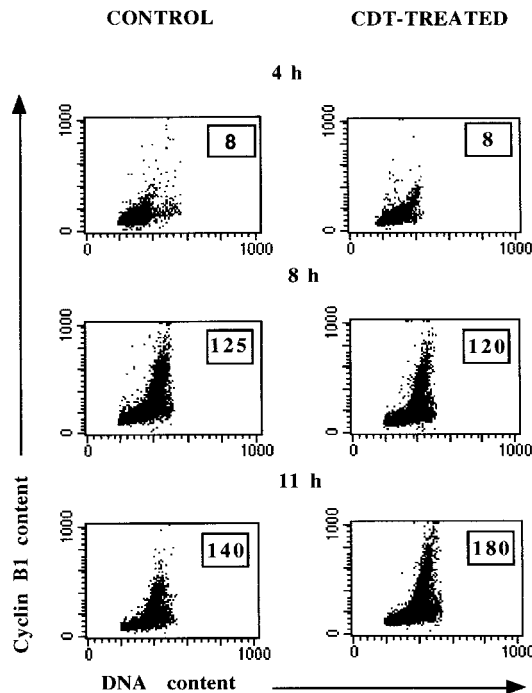 CONTROL CDT-TREATED
4 h
1000 8 1000 8
0 0
0 1000 0 1000
8 h
1000 125 1000 120
0 0
0 1000 0 1000
11 h
1000 140 1000 180
0 0
0 1000 0 1000
Cyclin B1 content
DNA content